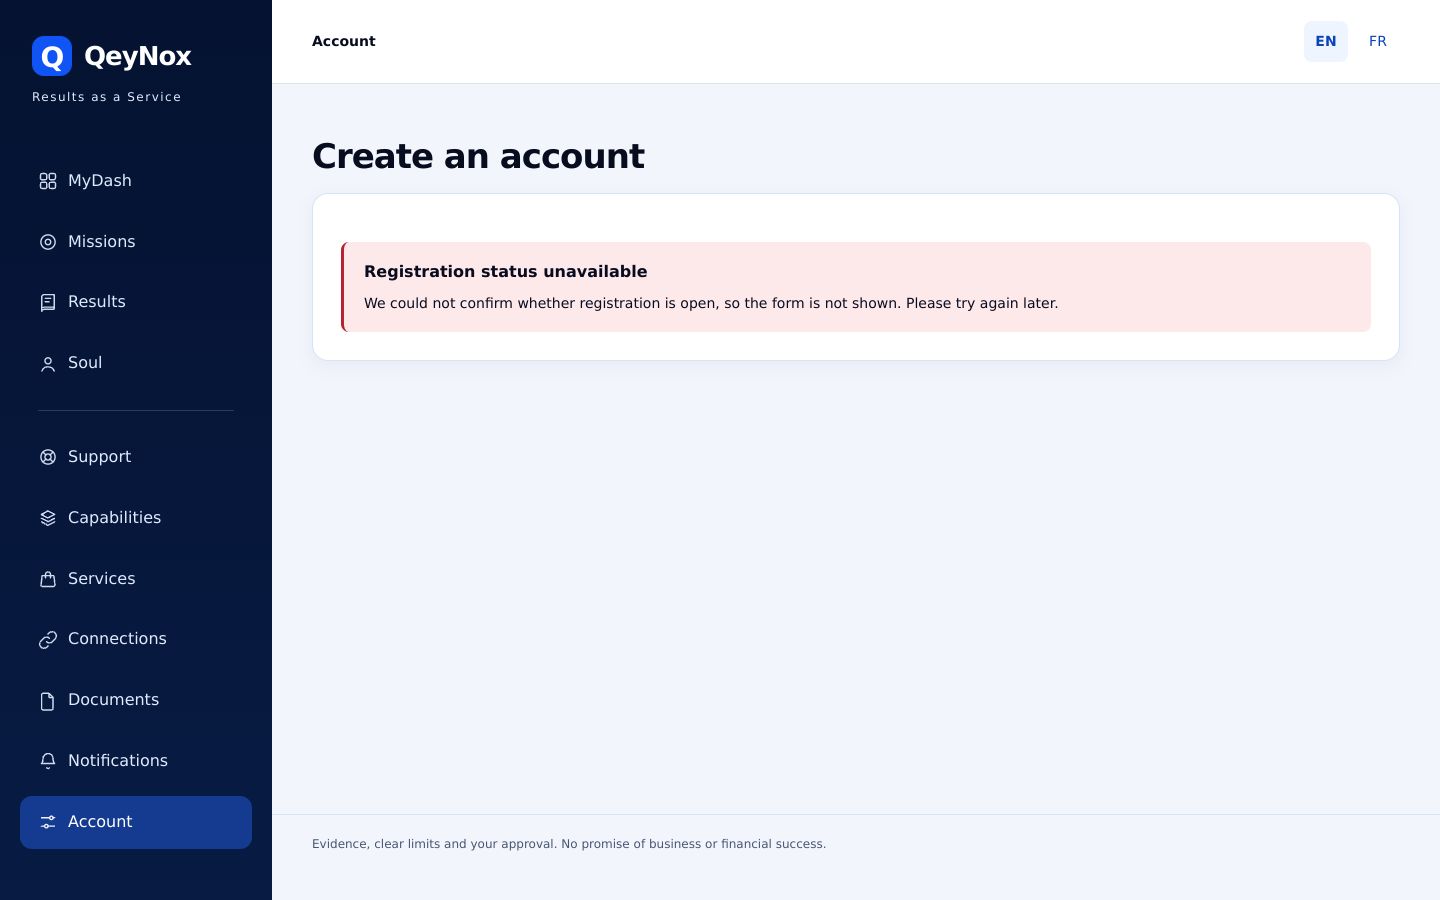 Q QeyNox
Results as a Service
MyDash
Missions
Results
Soul
Support
Capabilities
Services
Connections
Documents
Notifications
Account
Account
EN FR
Create an account
Registration status unavailable
We could not confirm whether registration is open, so the form is not shown. Please try again later.
Evidence, clear limits and your approval. No promise of business or financial success.